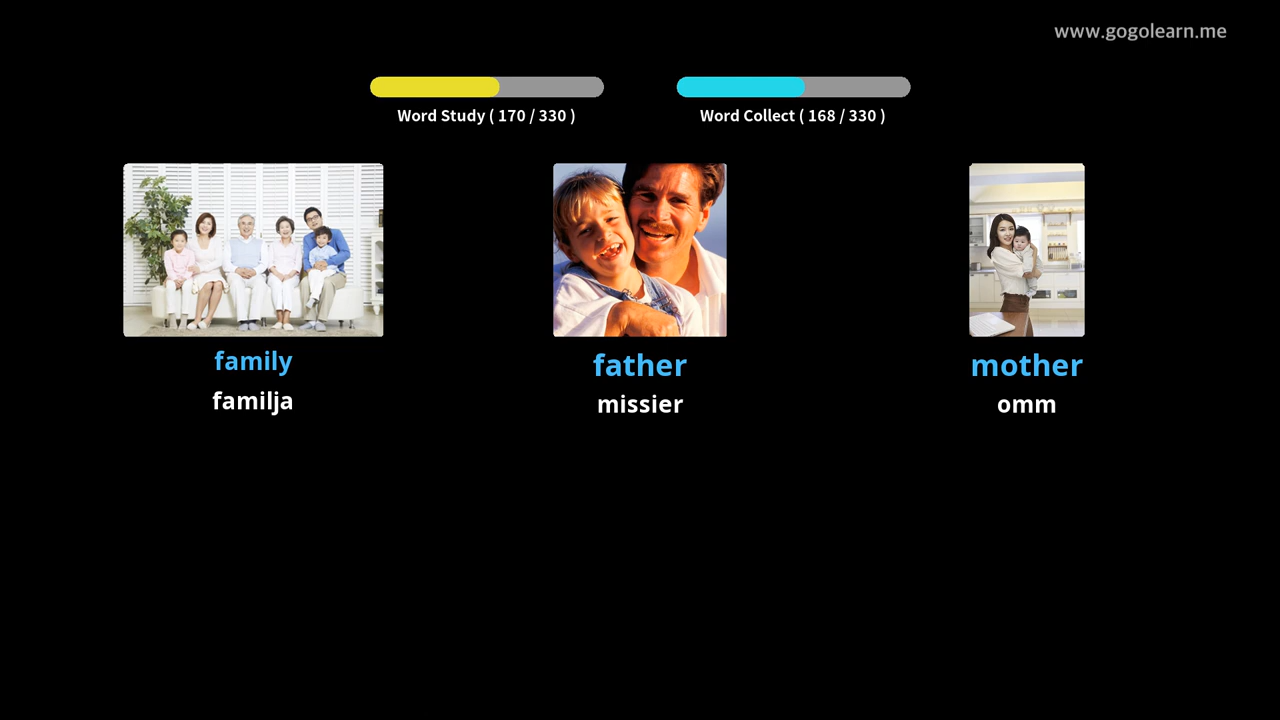 www.gogolearn.me
Word Study ( 170 / 330 )
Word Collect ( 168 / 330 )
family
familja
father
missier
mother
omm